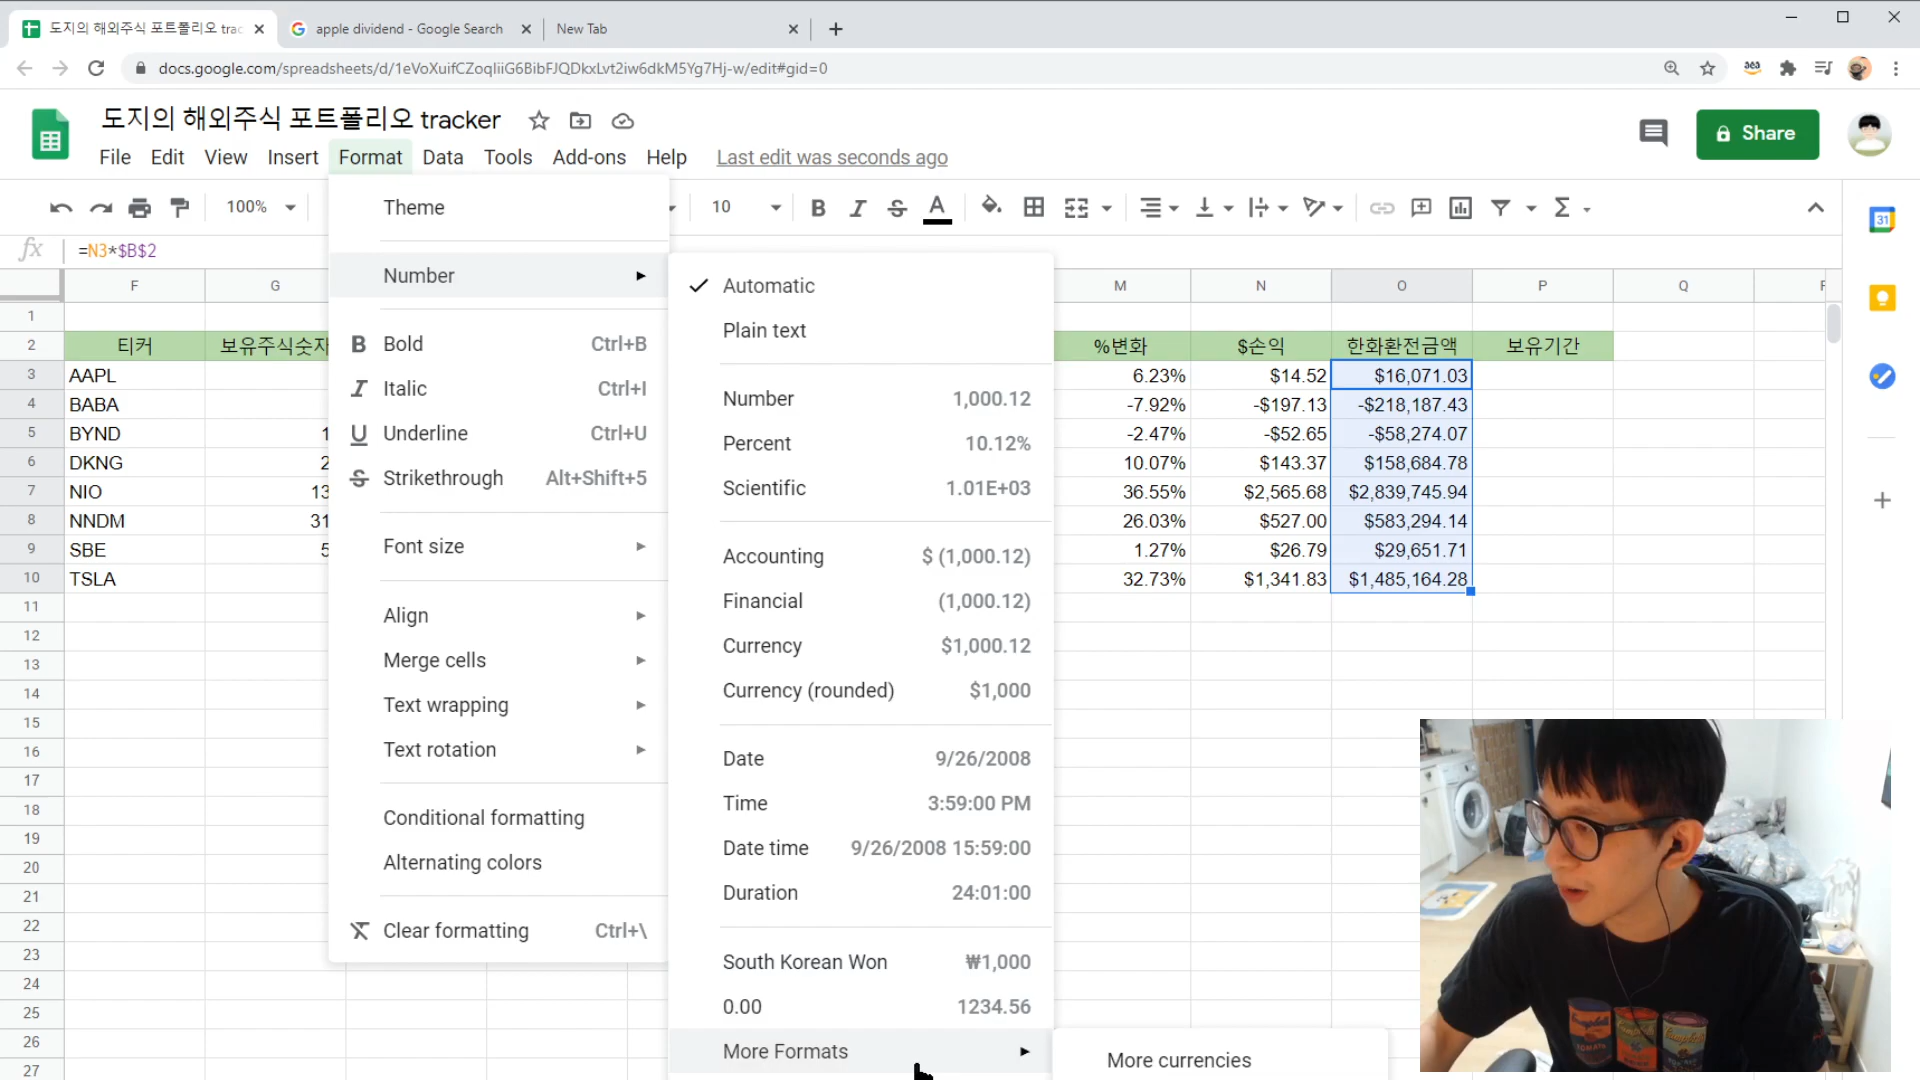 도지의 해외주식 포트폴리오 trac
apple dividend - Google Search
New Tab
docs.google.com/spreadsheets/d/1eVoXuifCZoqIiiG6BibFJQDkxLvt2iw6dkM5Yg7Hj-w/edit#gid=0
도지의 해외주식 포트폴리오 tracker
Share
File Edit View Insert Format Data Tools Add-ons Help Last edit was seconds ago
100% 10
fx =N3*$B$2
F G M N O P Q
티커 보유주식숫자 %변화 $손익 한화환전금액 보유기간
1
2
3 AAPL 6.23% $14.52 $16,071.03
4 BABA -7.92% -$197.13 -$218,187.43
5 BYND 1 -2.47% -$52.65 -$58,274.07
6 DKNG 2 10.07% $143.37 $158,684.78
7 NIO 13 36.55% $2,565.68 $2,839,745.94
8 NNDM 31 26.03% $527.00 $583,294.14
9 SBE 5 1.27% $26.79 $29,651.71
10 TSLA 32.73% $1,341.83 $1,485,164.28
11
12
13
14
15
16
17
18
19
20
21
22
23
24
25
26
27
Theme
Number
Bold Ctrl+B
Italic Ctrl+I
Underline Ctrl+U
Strikethrough Alt+Shift+5
Font size
Align
Merge cells
Text wrapping
Text rotation
Conditional formatting
Alternating colors
Clear formatting Ctrl+\
Automatic
Plain text
Number 1,000.12
Percent 10.12%
Scientific 1.01E+03
Accounting $ (1,000.12)
Financial (1,000.12)
Currency $1,000.12
Currency (rounded) $1,000
Date 9/26/2008
Time 3:59:00 PM
Date time 9/26/2008 15:59:00
Duration 24:01:00
South Korean Won ₩1,000
0.00 1234.56
More Formats
More currencies
31